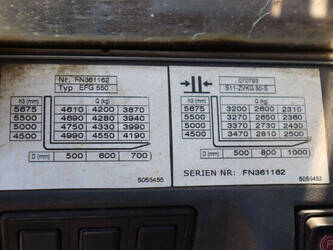 Nr. FN361162
Typ EFG 550
h3 (mm) Q (kg)
5675 4610 4200 3870
5500 4690 4280 3940
5000 4750 4330 3990
4500 4990 4550 4190
D (mm) 500 600 700
5055455
070793
S11-ZVKG 50-S
h3 (mm) Q (kg)
5675 3200 2600 2310
5500 3270 2650 2360
5000 3370 2730 2430
4500 3470 2810 2500
D (mm) 500 800 1000
SERIEN NR: FN361162
5055452